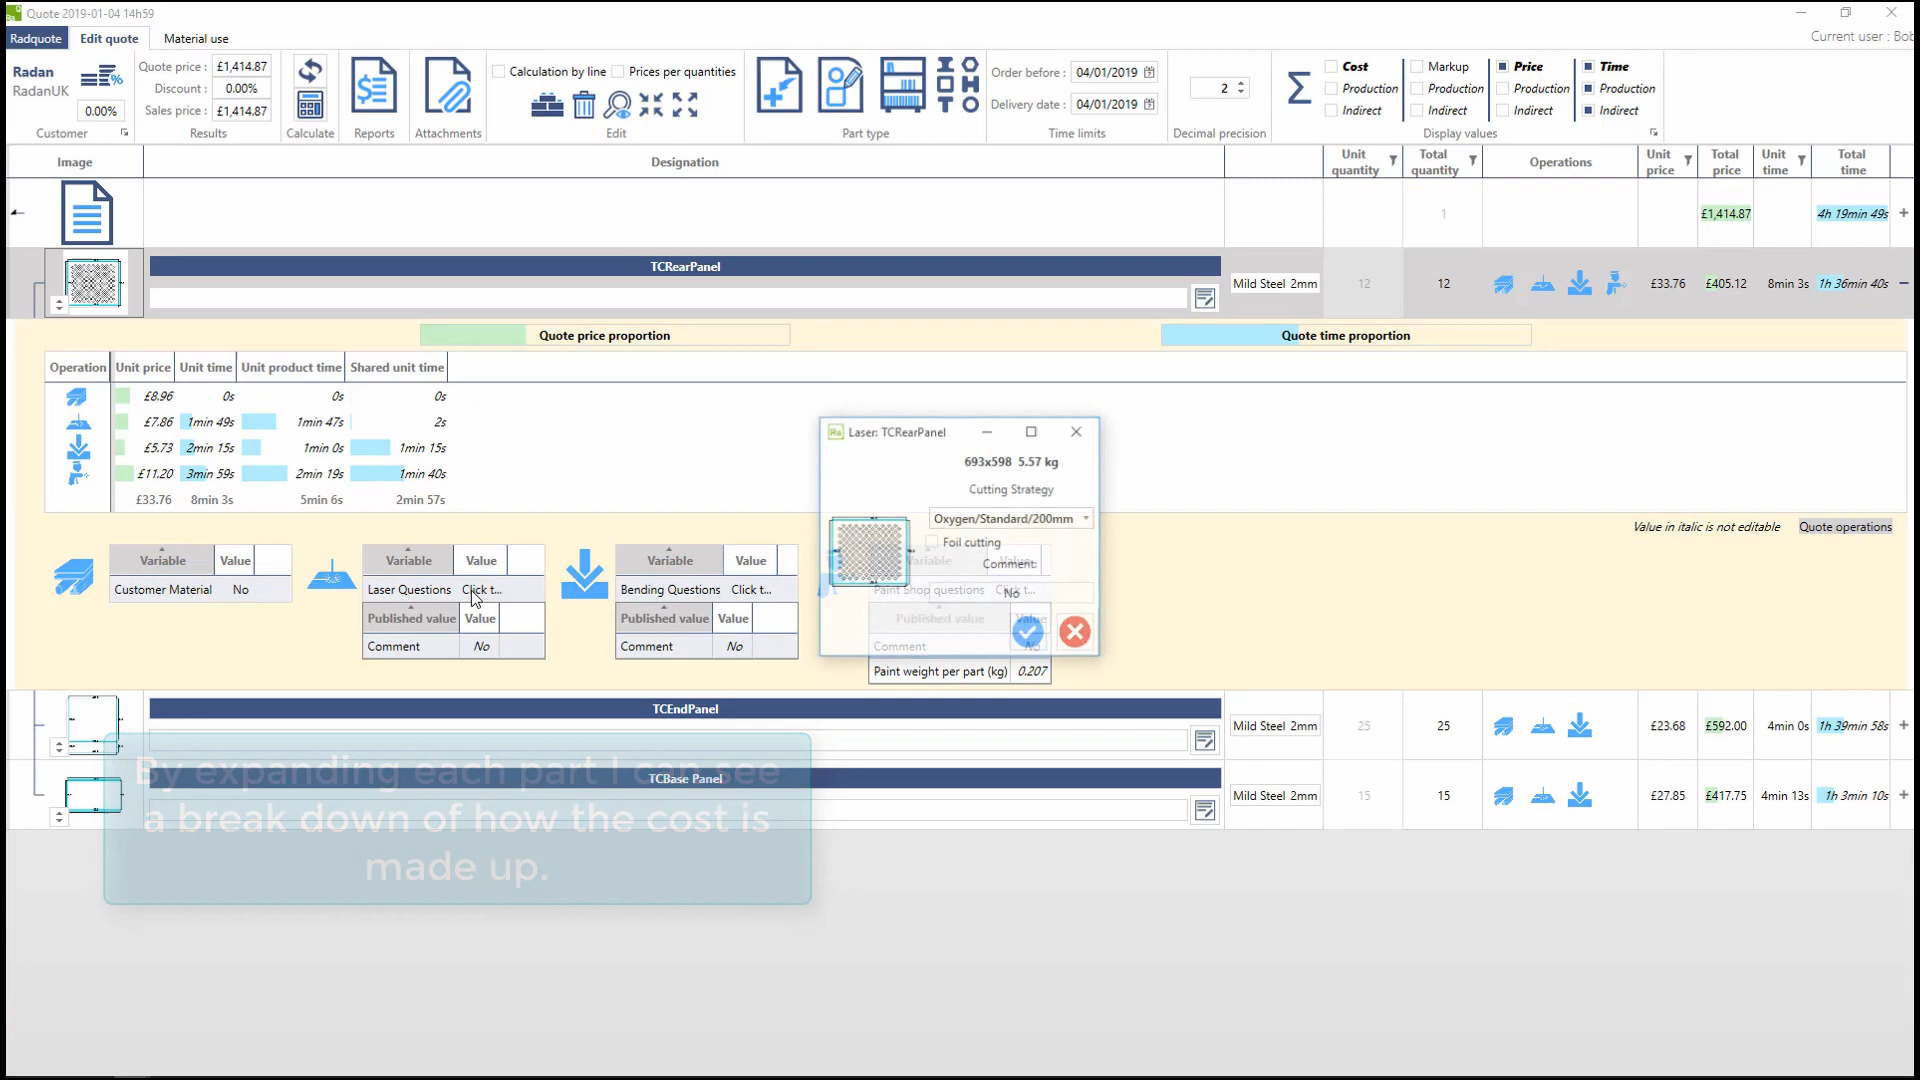 Quote 2019-01-04 14h59
Radquote Edit quote Material use
Current user : Bob
Radan
RadanUK
0.00%
Customer
Quote price : £1,414.87
Discount : 0.00%
Sales price : £1,414.87
Results
Calculate
Reports
Attachments
Calculation by line Prices per quantities
Edit
Part type
Order before : 04/01/2019
Delivery date : 04/01/2019
Time limits
2
Decimal precision
Cost Markup Price Time
Production Production Production Production
Indirect Indirect Indirect Indirect
Display values
Image Designation Unit quantity Total quantity Operations Unit price Total price Unit time Total time
1 £1,414.87 4h 19min 49s
TCRearPanel
Mild Steel 2mm 12 12 £33.76 £405.12 8min 3s 1h 36min 40s
Quote price proportion Quote time proportion
Operation Unit price Unit time Unit product time Shared unit time
£8.96 0s 0s 0s
£7.86 1min 49s 1min 47s 2s
£5.73 2min 15s 1min 0s 1min 15s
£11.20 3min 59s 2min 19s 1min 40s
£33.76 8min 3s 5min 6s 2min 57s
Value in italic is not editable Quote operations
Variable Value
Customer Material No
Variable Value
Laser Questions Click t...
Published value Value
Comment No
Variable Value
Bending Questions Click t...
Published value Value
Comment No
Variable Value
Paint Shop questions Click t...
Published value Value
Comment No
Paint weight per part (kg) 0.207
Laser: TCRearPanel
693x598 5.57 kg
Cutting Strategy
Oxygen/Standard/200mm
Foil cutting
Comment:
No
TCEndPanel
Mild Steel 2mm 25 25 £23.68 £592.00 4min 0s 1h 39min 58s
TCBase Panel
Mild Steel 2mm 15 15 £27.85 £417.75 4min 13s 1h 3min 10s
By expanding each part I can see
a break down of how the cost is
made up.